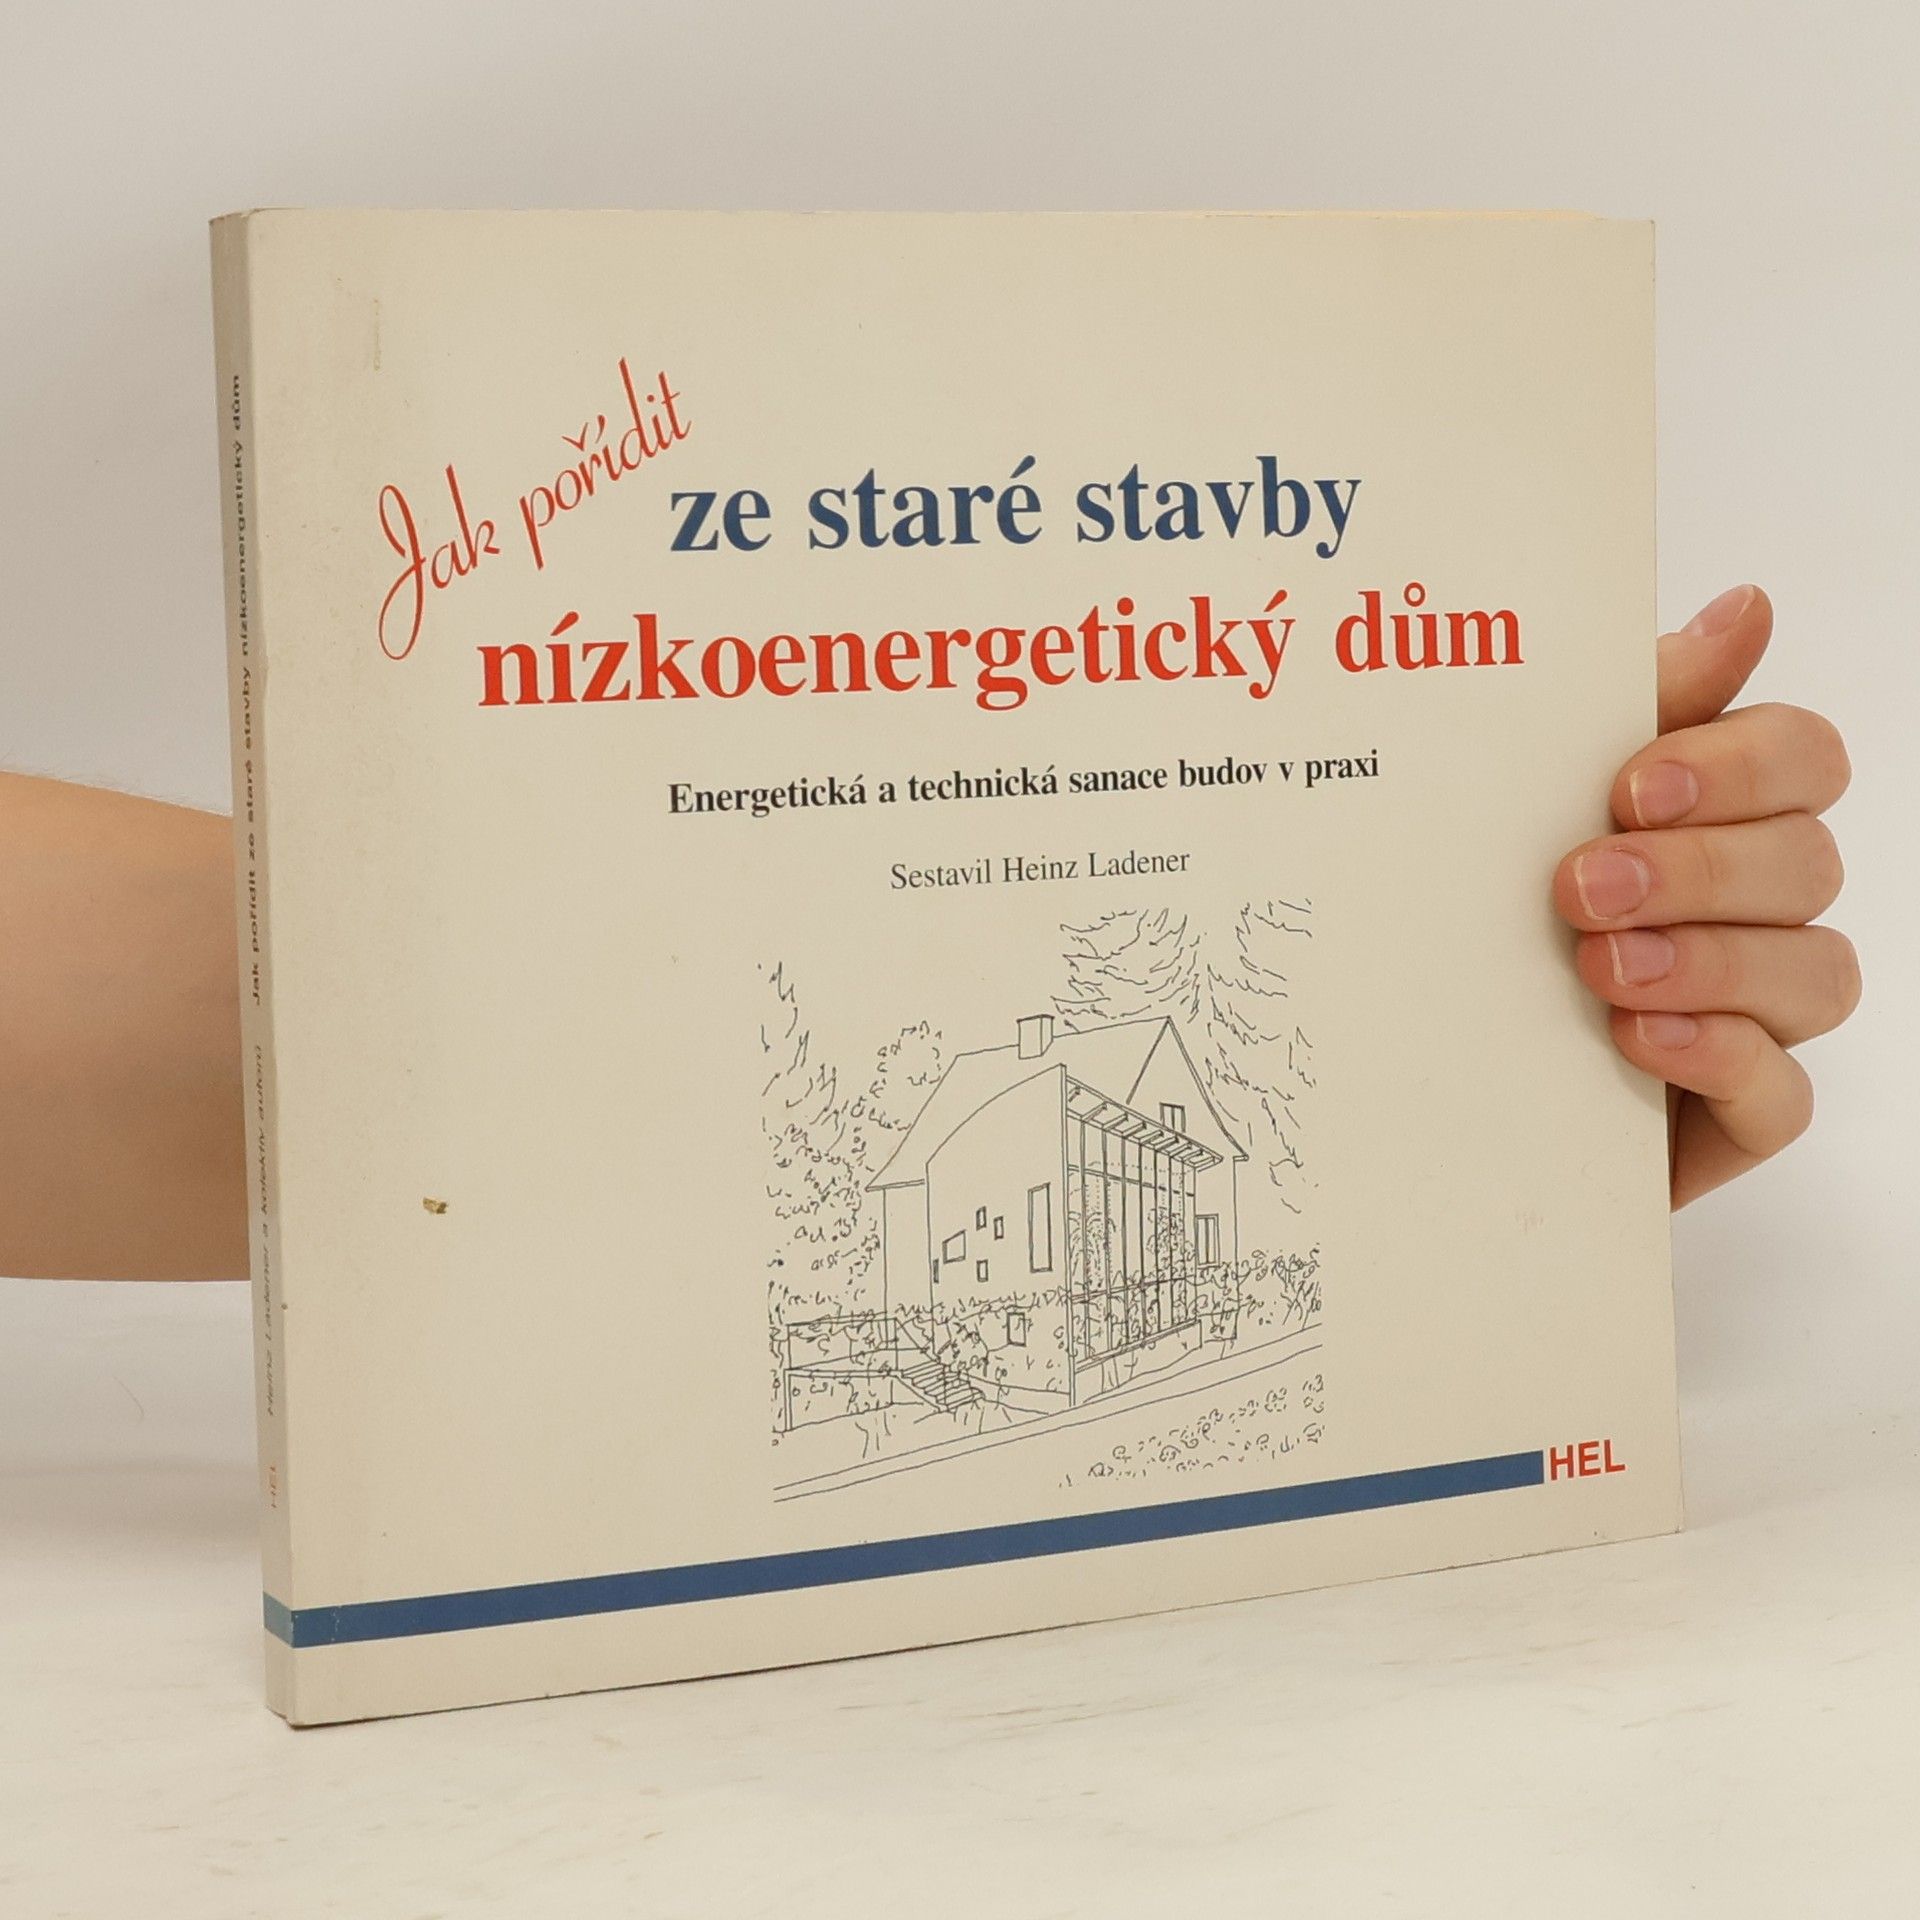 Jak pořídit
ze staré stavby
nízkoenergetický dům
Energetická a technická sanace budov v praxi
Sestavil Heinz Ladener
HEL
Heinz Ladener a kolektiv autorů Jak pořídit ze staré stavby nízkoenergetický dům
HEL